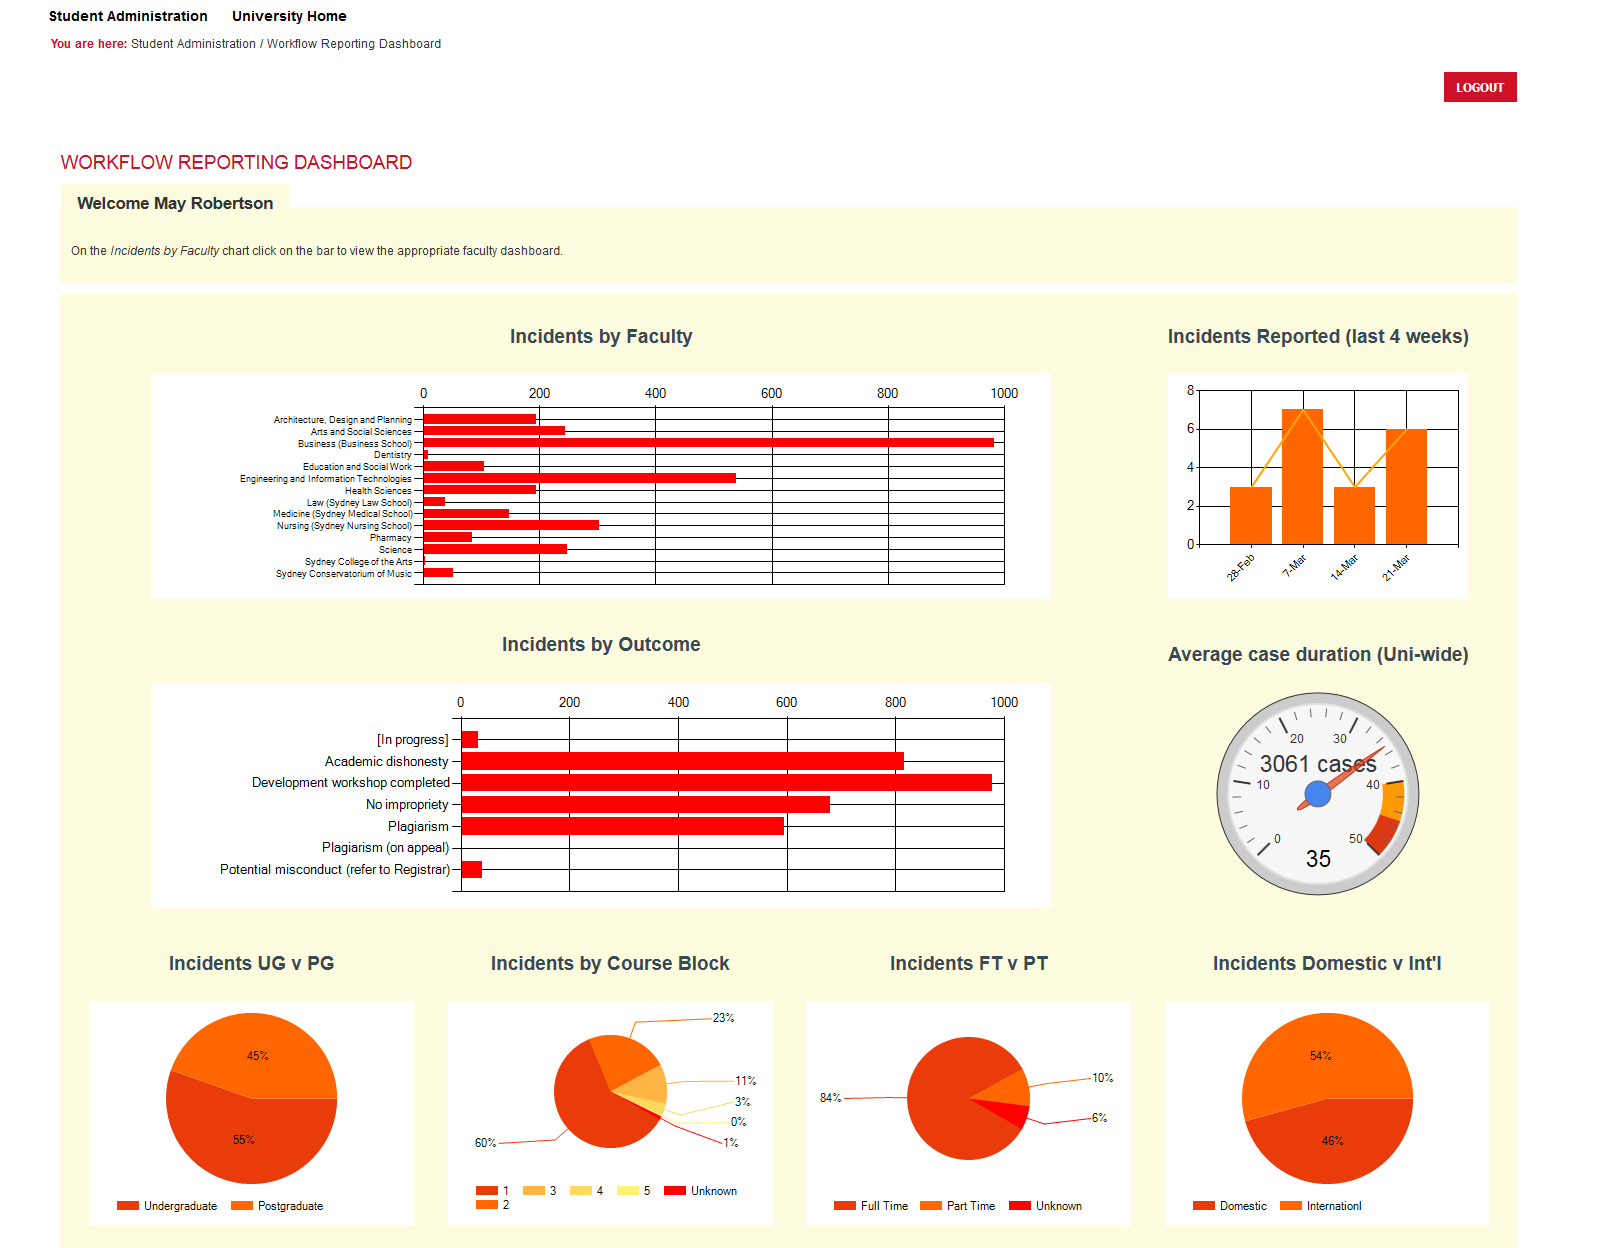 Student Administration University Home
You are here: Student Administration / Workflow Reporting Dashboard
LOGOUT
WORKFLOW REPORTING DASHBOARD
Welcome May Robertson
On the Incidents by Faculty chart click on the bar to view the appropriate faculty dashboard.
Incidents by Faculty
0 200 400 600 800 1000
Architecture, Design and Planning
Arts and Social Sciences
Business (Business School)
Dentistry
Education and Social Work
Engineering and Information Technologies
Health Sciences
Law (Sydney Law School)
Medicine (Sydney Medical School)
Nursing (Sydney Nursing School)
Pharmacy
Science
Sydney College of the Arts
Sydney Conservatorium of Music
Incidents Reported (last 4 weeks)
8
6
4
2
0
28-Feb 7-Mar 14-Mar 21-Mar
Incidents by Outcome
0 200 400 600 800 1000
[In progress]
Academic dishonesty
Development workshop completed
No impropriety
Plagiarism
Plagiarism (on appeal)
Potential misconduct (refer to Registrar)
Average case duration (Uni-wide)
20 30
3061 cases
10 40
0 50
35
Incidents UG v PG
45%
55%
Undergraduate Postgraduate
Incidents by Course Block
23%
11%
3%
0%
1%
60%
1 3 4 5 Unknown
2
Incidents FT v PT
10%
84%
6%
Full Time Part Time Unknown
Incidents Domestic v Int'l
54%
46%
Domestic Internationl